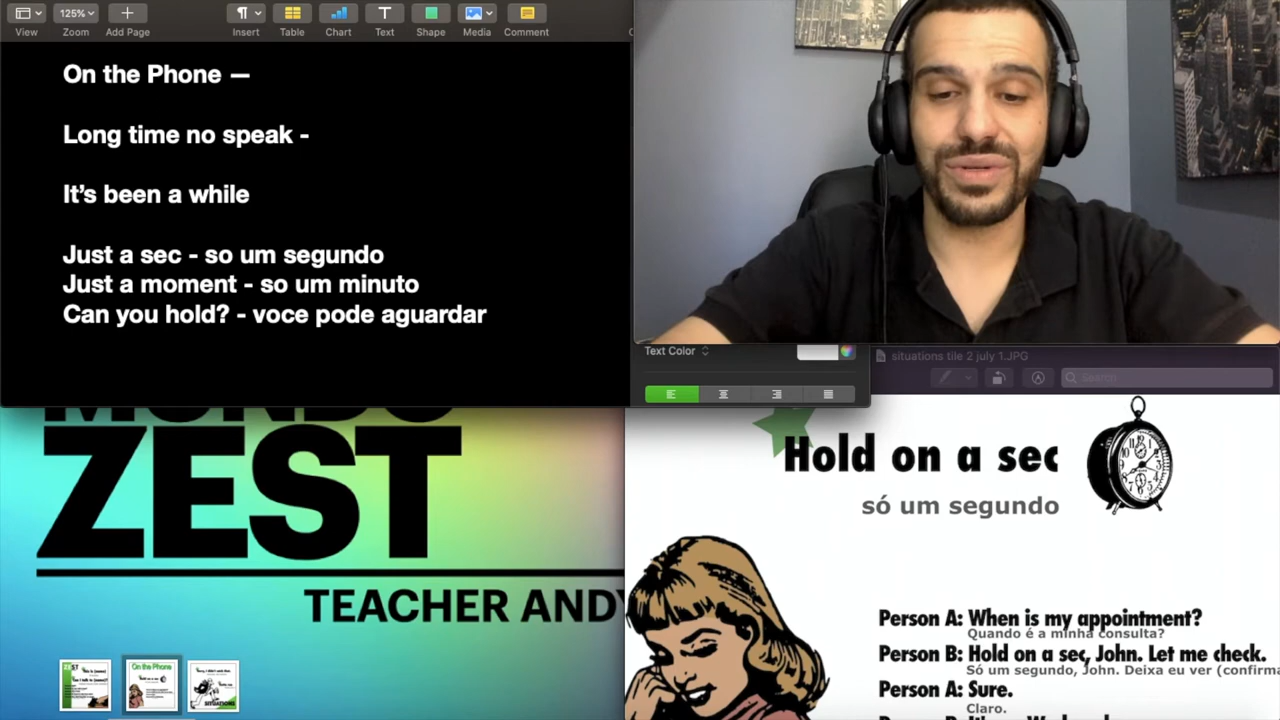 View
125%
Zoom
Add Page
Insert
Table
Chart
Text
Shape
Media
Comment
On the Phone —
Long time no speak -
It's been a while
Just a sec - so um segundo
Just a moment - so um minuto
Can you hold? - voce pode aguardar
Text Color
situations tile 2 july 1.JPG
Search
ZEST
TEACHER ANDY
Hold on a sec
só um segundo
Person A: When is my appointment?
Quando é a minha consulta?
Person B: Hold on a sec, John. Let me check.
Só um segundo, John. Deixa eu ver (confirma
Person A: Sure.
Claro.
On the Phone
SITUATIONS